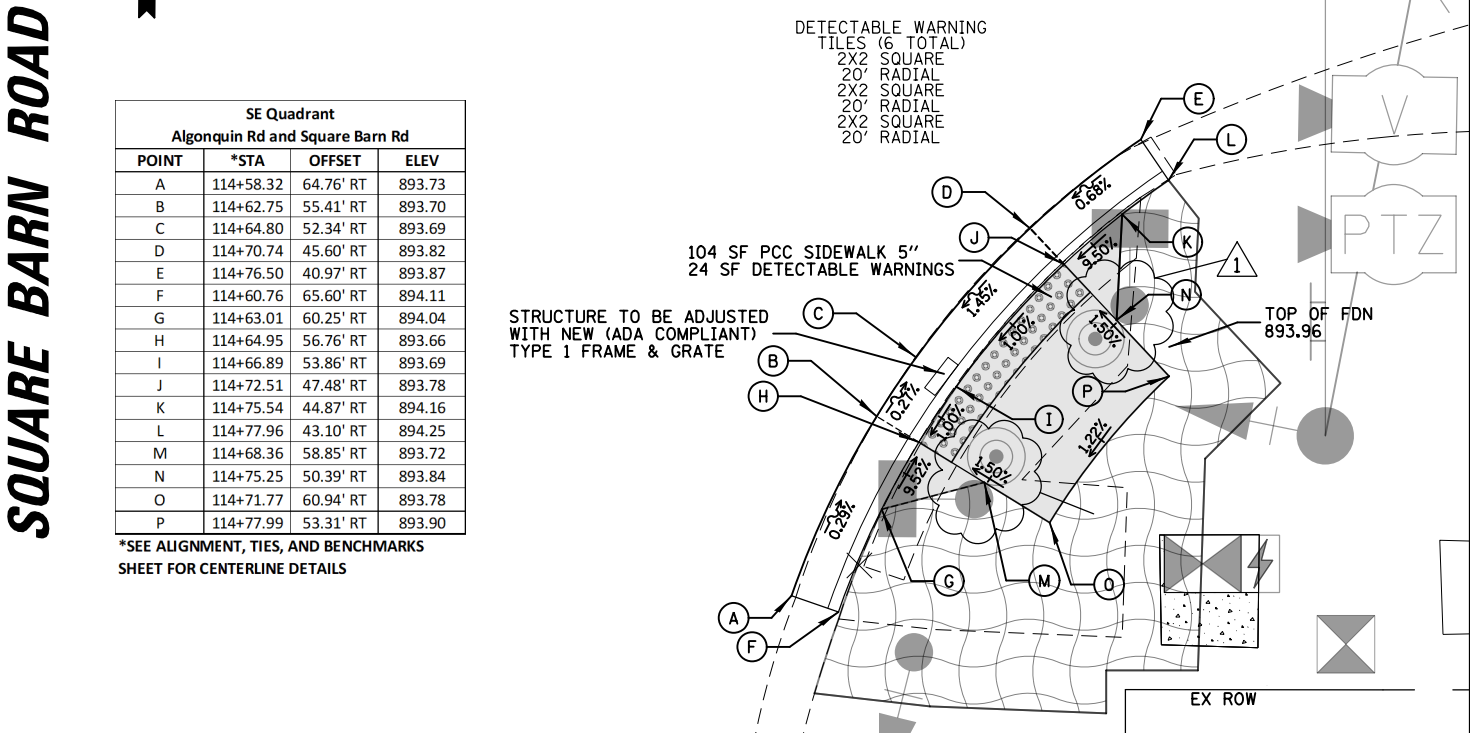 SQUARE BARN ROAD
SE Quadrant
Algonquin Rd and Square Barn Rd
POINT *STA OFFSET ELEV
A 114+58.32 64.76' RT 893.73
B 114+62.75 55.41' RT 893.70
C 114+64.80 52.34' RT 893.69
D 114+70.74 45.60' RT 893.82
E 114+76.50 40.97' RT 893.87
F 114+60.76 65.60' RT 894.11
G 114+63.01 60.25' RT 894.04
H 114+64.95 56.76' RT 893.66
I 114+66.89 53.86' RT 893.69
J 114+72.51 47.48' RT 893.78
K 114+75.54 44.87' RT 894.16
L 114+77.96 43.10' RT 894.25
M 114+68.36 58.85' RT 893.72
N 114+75.25 50.39' RT 893.84
O 114+71.77 60.94' RT 893.78
P 114+77.99 53.31' RT 893.90
*SEE ALIGNMENT, TIES, AND BENCHMARKS
SHEET FOR CENTERLINE DETAILS
DETECTABLE WARNING
TILES (6 TOTAL)
2X2 SQUARE
20' RADIAL
2X2 SQUARE
20' RADIAL
2X2 SQUARE
20' RADIAL
E
L
V
D
0.68%
J
K
PTZ
9.50%
104 SF PCC SIDEWALK 5''
24 SF DETECTABLE WARNINGS
1
N
1.45%
STRUCTURE TO BE ADJUSTED
WITH NEW (ADA COMPLIANT)
TYPE 1 FRAME & GRATE
C
1.00%
1.50%
TOP OF FDN
893.96
B
H
0.27%
P
I
1.00%
1.22%
9.52%
1.50%
0.29%
G
M
O
A
F
EX ROW